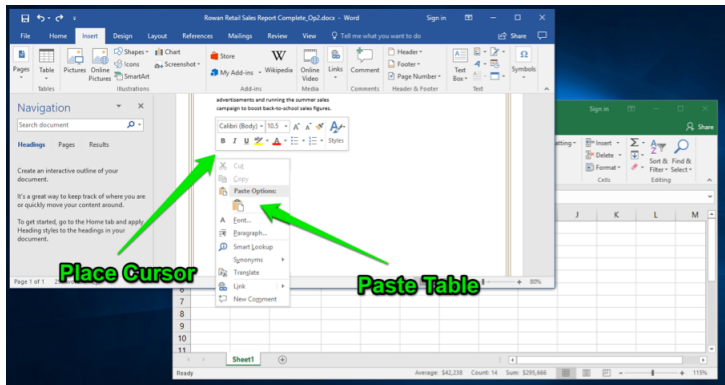 Rowan Retail Sales Report Complete_Op2.docx - Word
Sign in
File Home Insert Design Layout References Mailings Review View Tell me what you want to do Share
Pages
Table
Tables
Pictures
Online Pictures
Shapes
Icons
SmartArt
Chart
Screenshot
Illustrations
Store
My Add-ins
Wikipedia
Add-ins
Online Video
Media
Links
Comment
Comments
Header
Footer
Page Number
Header & Footer
Text Box
Text
Symbols
Navigation
Search document
Headings Pages Results
Create an interactive outline of your
document.
It's a great way to keep track of where you are
or quickly move your content around.
To get started, go to the Home tab and apply
Heading styles to the headings in your
document.
advertisements and running the summer sales
campaign to boost back-to-school sales figures.
Calibri (Body) 10.5
B I U Styles
Cut
Copy
Paste Options:
Font...
Paragraph...
Smart Lookup
Synonyms
Translate
Link
New Comment
Place Cursor
Paste Table
Page 1 of 1
80%
Sign in
Share
Insert
Delete
Format
Cells
Sort & Filter
Find & Select
Editing
J K L M
6
7
8
9
10
11
Sheet1
Ready
Average: $42,238 Count: 14 Sum: $295,666
115%